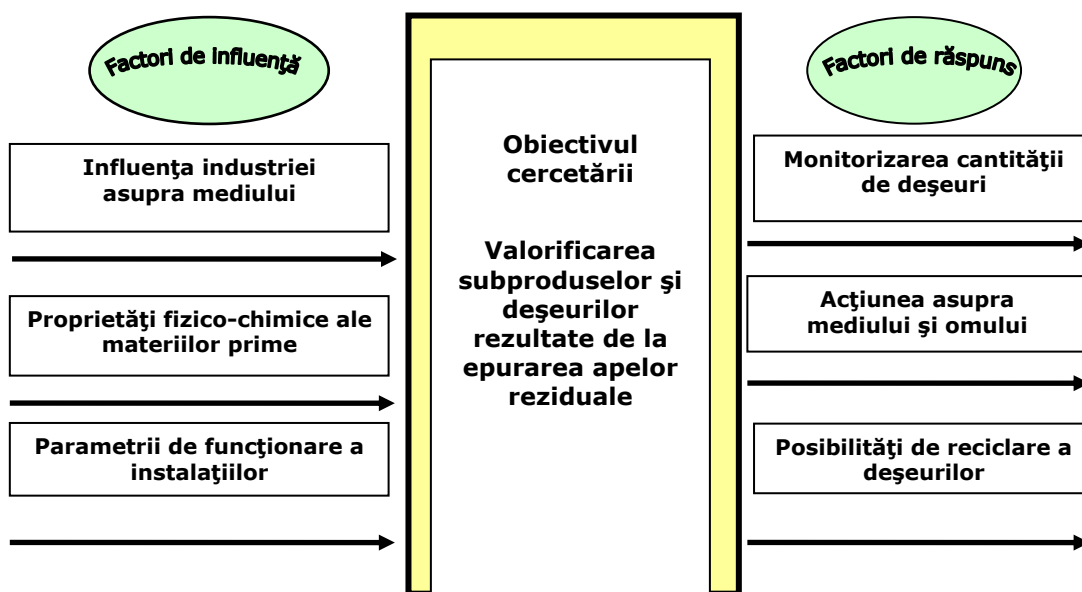 Factori de influenţă
Influenţa industriei
asupra mediului
Proprietăţi fizico-chimice ale
materiilor prime
Parametrii de funcţionare a
instalaţiilor
Obiectivul
cercetării
Valorificarea
subproduselor şi
deşeurilor
rezultate de la
epurarea apelor
reziduale
Factori de răspuns
Monitorizarea cantităţii
de deşeuri
Acţiunea asupra
mediului şi omului
Posibilităţi de reciclare a
deşeurilor